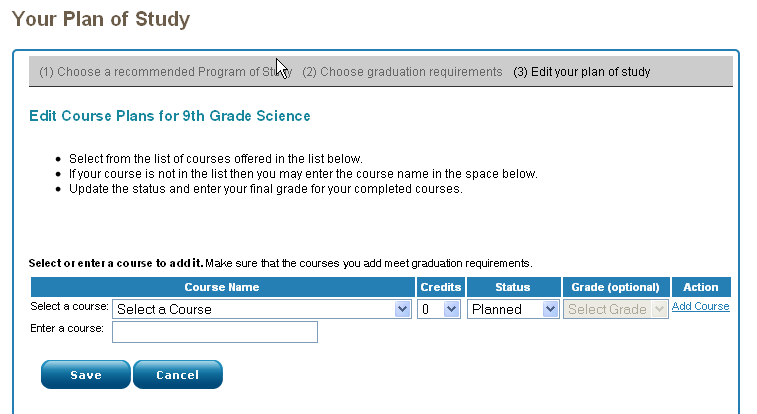 Your Plan of Study
(1) Choose a recommended Program of Study (2) Choose graduation requirements (3) Edit your plan of study
Edit Course Plans for 9th Grade Science
• Select from the list of courses offered in the list below.
• If your course is not in the list then you may enter the course name in the space below.
• Update the status and enter your final grade for your completed courses.
Select or enter a course to add it. Make sure that the courses you add meet graduation requirements.
Course Name Credits Status Grade (optional) Action
Select a course: Select a Course 0 Planned Select Grade Add Course
Enter a course:
Save Cancel